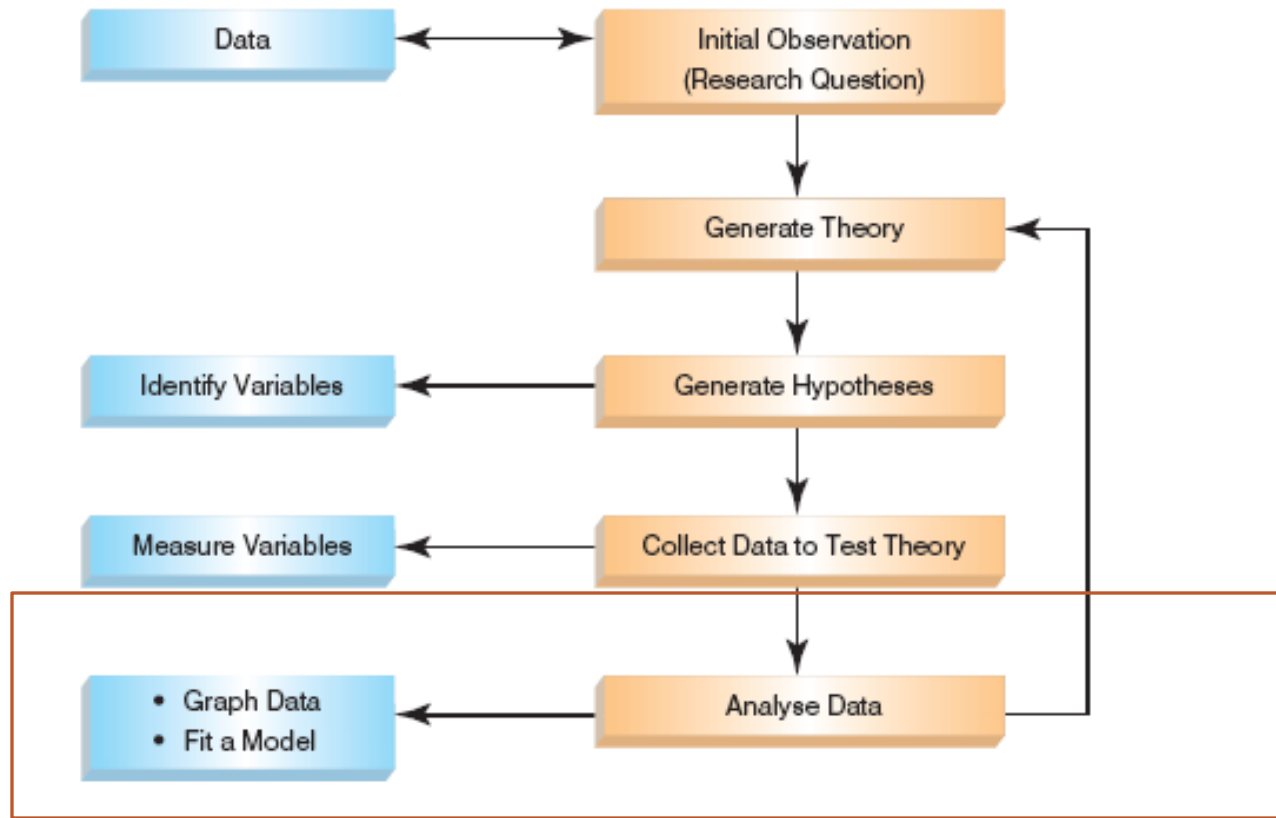 Data
Initial Observation
(Research Question)
Generate Theory
Identify Variables
Generate Hypotheses
Measure Variables
Collect Data to Test Theory
• Graph Data
• Fit a Model
Analyse Data